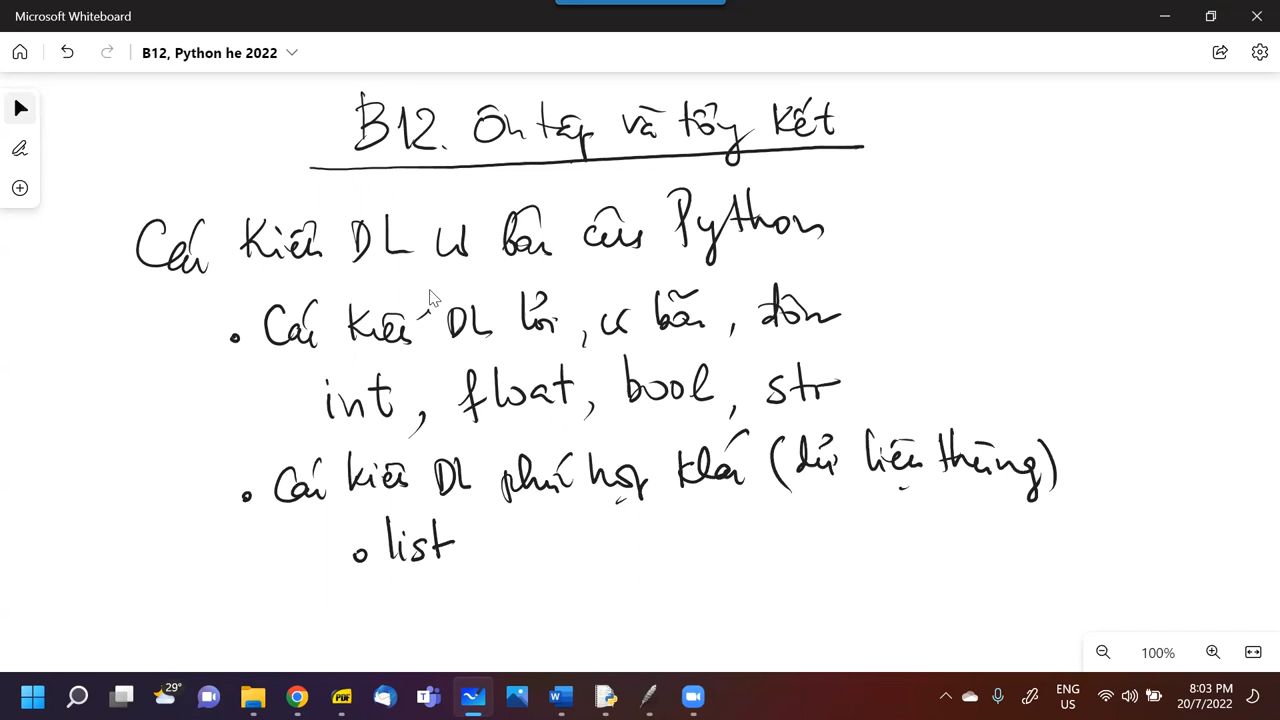 Microsoft Whiteboard
B12, Python he 2022
B12. Ôn tập và tổng kết
Các kiểu DL cơ bản của Python
• Các kiểu DL lõi, cơ bản, đơn
int, float, bool, str
• Các kiểu DL phức hợp khác (dữ liệu thùng)
• list
100%
29°
ENG
US
8:03 PM
20/7/2022